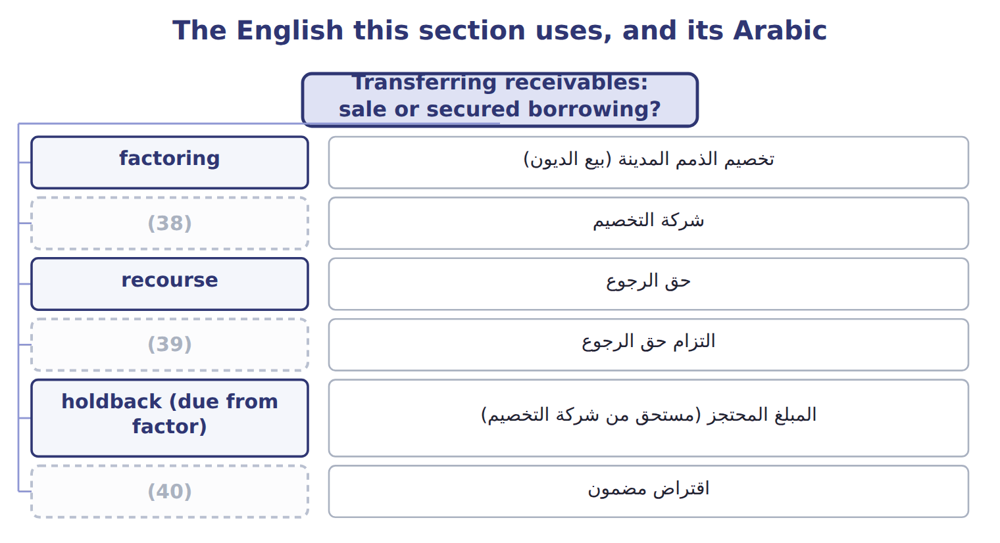 The English this section uses, and its Arabic
Transferring receivables:
sale or secured borrowing?
factoring
تخصيم الذمم المدينة (بيع الديون)
(38)
شركة التخصيم
recourse
حق الرجوع
(39)
التزام حق الرجوع
holdback (due from
factor)
المبلغ المحتجز (مستحق من شركة التخصيم)
(40)
اقتراض مضمون